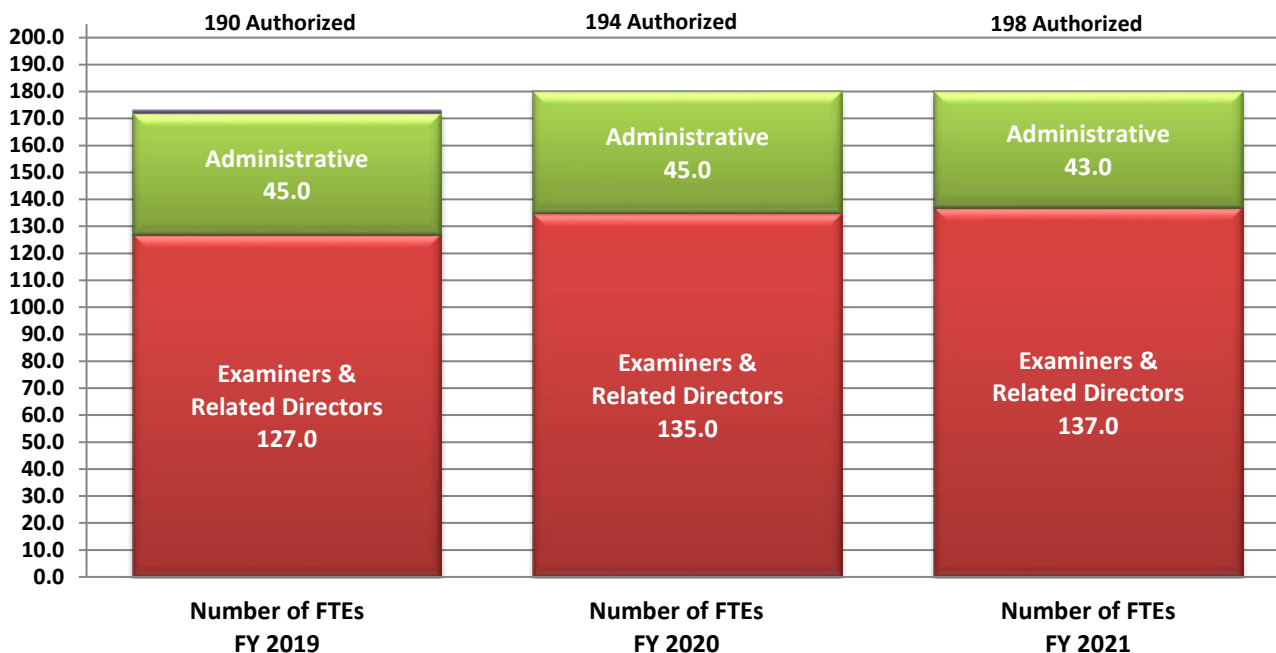 190 Authorized
194 Authorized
198 Authorized
200.0
190.0
180.0
170.0
160.0
150.0
140.0
130.0
120.0
110.0
100.0
90.0
80.0
70.0
60.0
50.0
40.0
30.0
20.0
10.0
0.0
Administrative
45.0
Examiners &
Related Directors
127.0
Administrative
45.0
Examiners &
Related Directors
135.0
Administrative
43.0
Examiners &
Related Directors
137.0
Number of FTEs
FY 2019
Number of FTEs
FY 2020
Number of FTEs
FY 2021